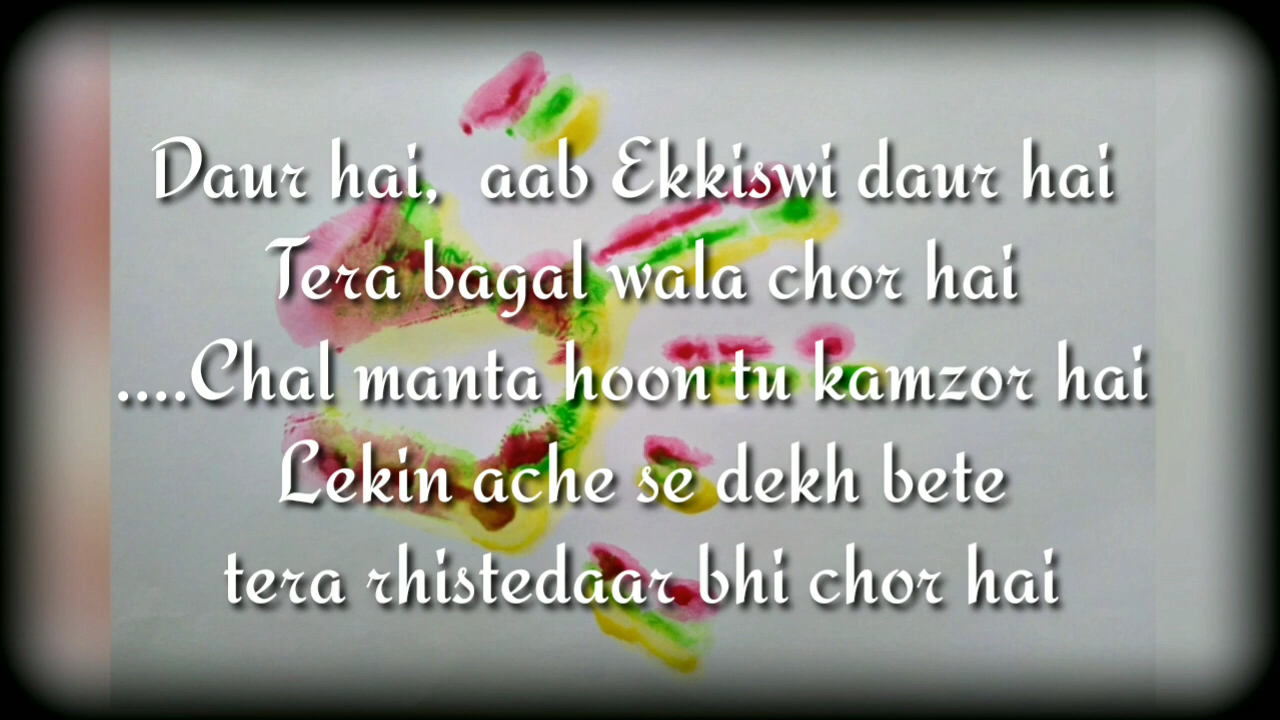 Daur hai, aab Ekkiswi daur hai
Tera bagal wala chor hai
....Chal manta hoon tu kamzor hai
Lekin ache se dekh bete
tera rhistedaar bhi chor hai